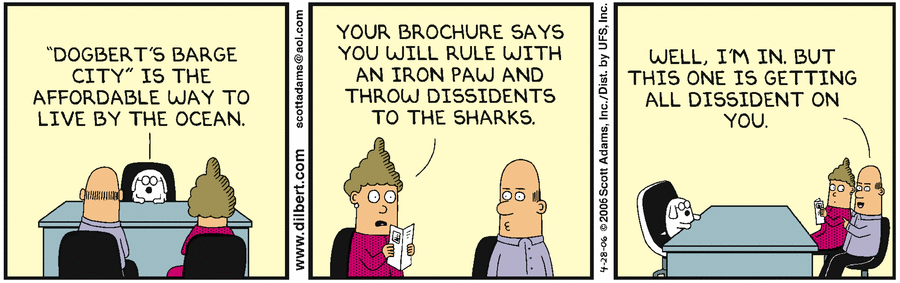 "DOGBERT'S BARGE
CITY" IS THE
AFFORDABLE WAY TO
LIVE BY THE OCEAN.
scottadams@aol.com
www.dilbert.com
YOUR BROCHURE SAYS
YOU WILL RULE WITH
AN IRON PAW AND
THROW DISSIDENTS
TO THE SHARKS.
4-28-06 © 2006 Scott Adams, Inc./Dist. by UFS, Inc.
WELL, I'M IN. BUT
THIS ONE IS GETTING
ALL DISSIDENT ON
YOU.